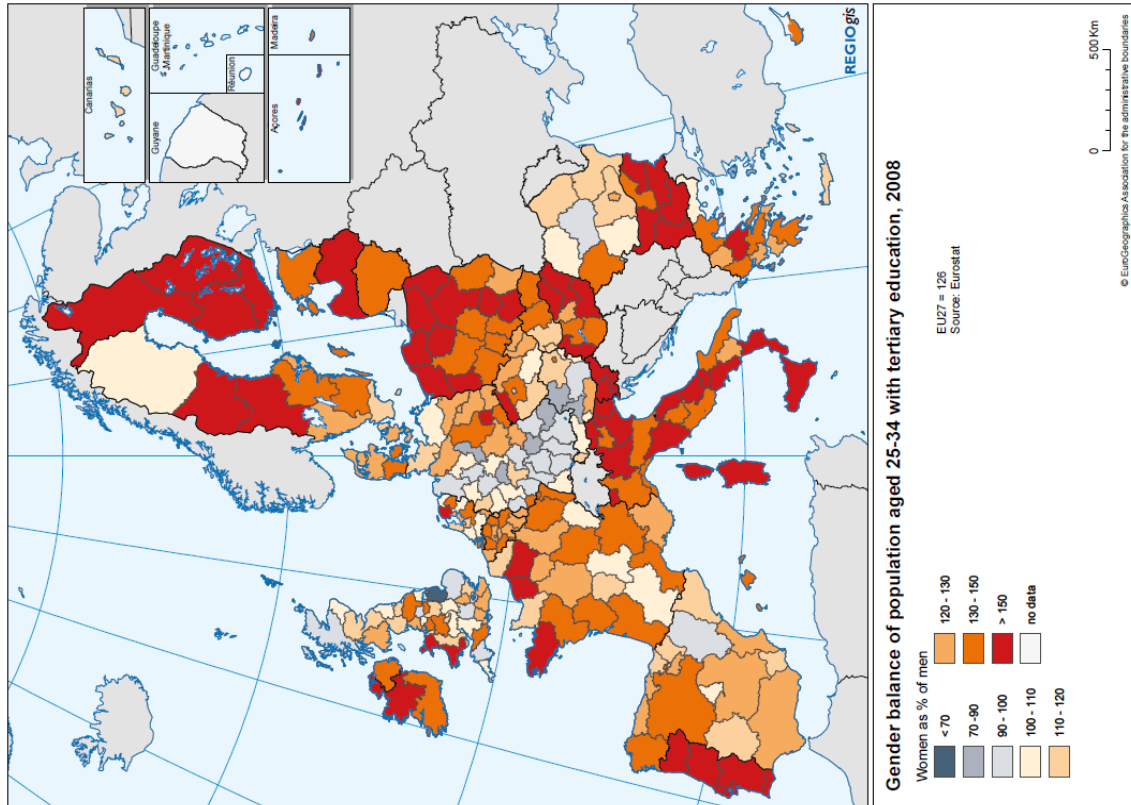 Canarias
Guyane
Guadeloupe
Martinique
Réunion
Açores
Madeira
REGIOgis
Gender balance of population aged 25-34 with tertiary education, 2008
Women as % of men
< 70
70 -90
90 - 100
100 - 110
110 - 120
120 - 130
130 - 150
> 150
no data
EU27 = 126
Source: Eurostat
0
500 Km
© EuroGeographics Association for the administrative boundaries